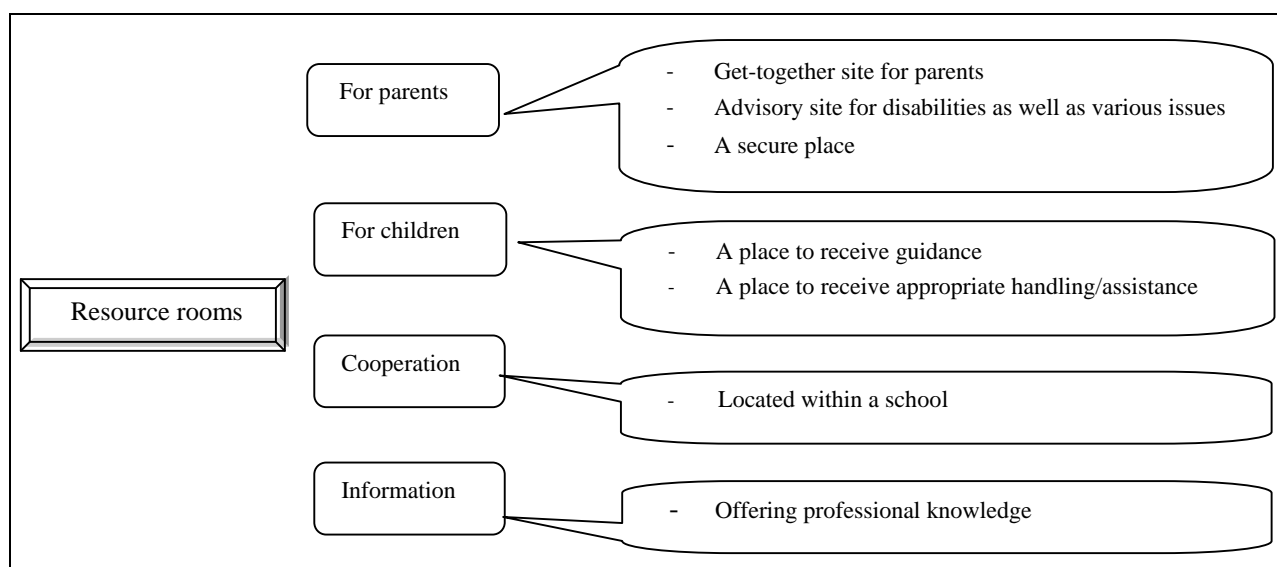 For parents
- Get-together site for parents
- Advisory site for disabilities as well as various issues
- A secure place
For children
- A place to receive guidance
- A place to receive appropriate handling/assistance
Resource rooms
Cooperation
- Located within a school
Information
- Offering professional knowledge